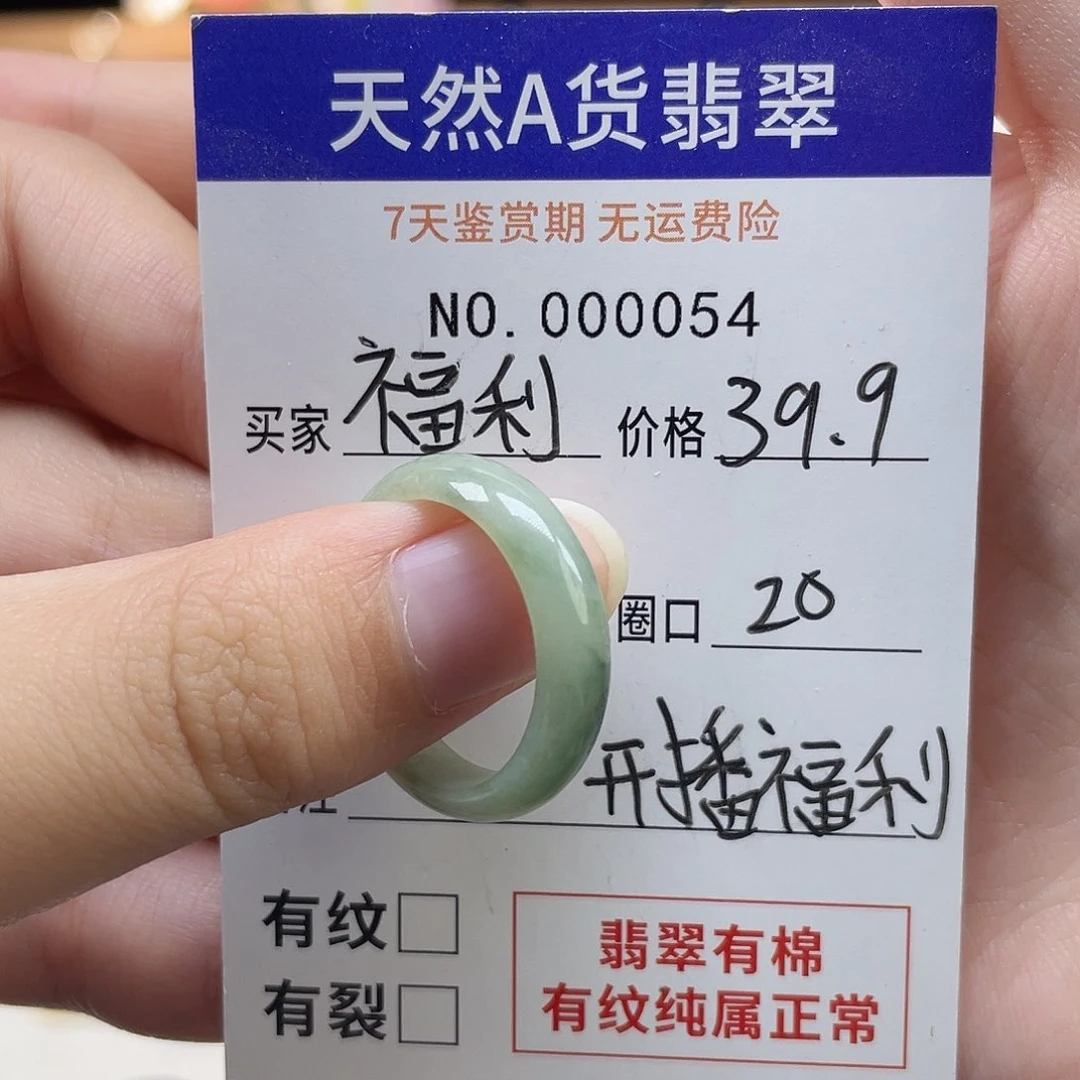 天然A货翡翠
7天鉴赏期 无运费险
NO.000054
买家 福利 价格 39.9
圈口 20
开播福利
有纹
有裂
翡翠有棉
有纹纯属正常